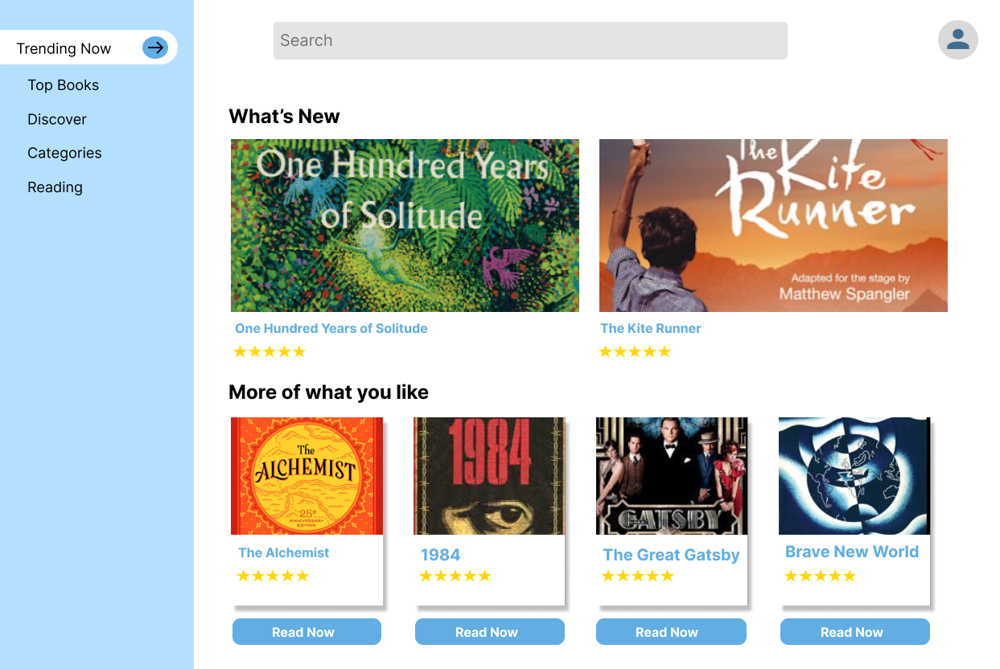 Trending Now
Top Books
Discover
Categories
Reading
Search
What’s New
One Hundred Years
of Solitude
The Kite
Runner
Adapted for the stage by
Matthew Spangler
One Hundred Years of Solitude
The Kite Runner
More of what you like
The
ALCHEMIST
25th
ANNIVERSARY
EDITION
1984
GATSBY
The Alchemist
1984
The Great Gatsby
Brave New World
Read Now
Read Now
Read Now
Read Now